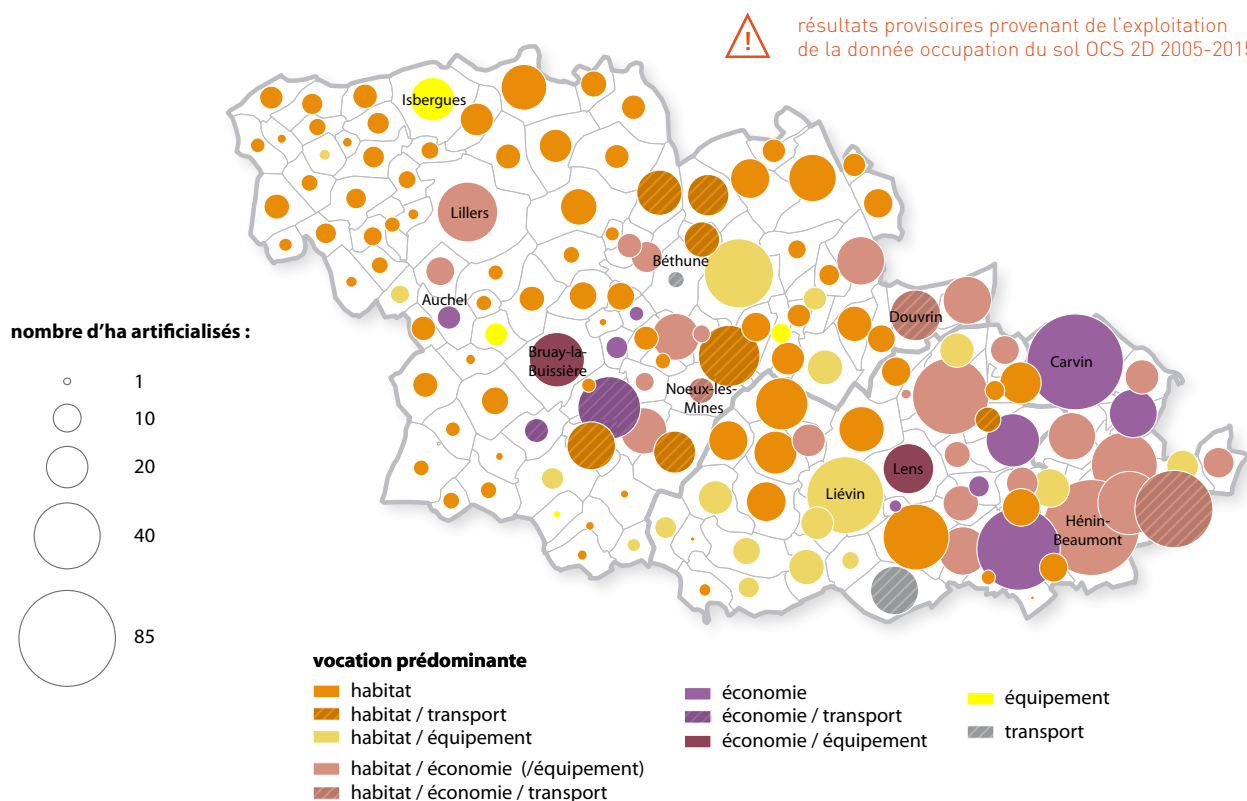 !
résultats provisoires provenant de l’exploitation
de la donnée occupation du sol OCS 2D 2005-2015
Isbergues
Lillers
Béthune
Auchel
Douvrin
Bruay-la-
Buissière
Carvin
Noeux-les-
Mines
Lens
Liévin
Hénin-
Beaumont
nombre d’ha artificialisés :
1
10
20
40
85
vocation prédominante
habitat
habitat / transport
habitat / équipement
habitat / économie (/équipement)
habitat / économie / transport
économie
économie / transport
économie / équipement
équipement
transport